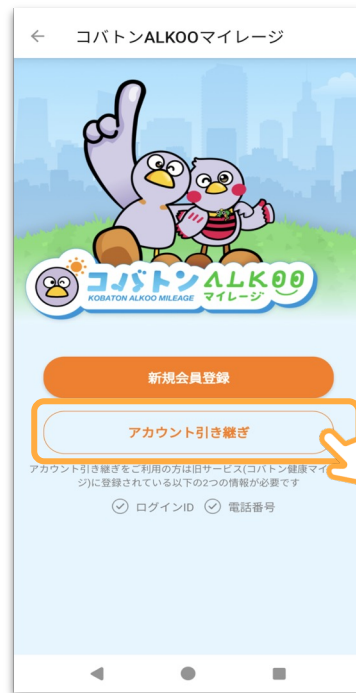 コバトンALKOOマイレージ
コバトンALKOO
KOBATON ALKOO MILEAGE マイレージ
新規会員登録
アカウント引き継ぎ
アカウント引き継ぎをご利用の方は旧サービス(コバトン健康マイ
ジ)に登録されている以下の2つの情報が必要です
ログインID 電話番号